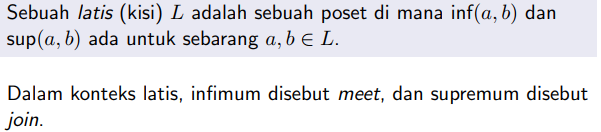 Sebuah latis (kisi) L adalah sebuah poset di mana inf(a, b) dan
sup(a, b) ada untuk sebarang a, b ∈ L.
Dalam konteks latis, infimum disebut meet, dan supremum disebut
join.